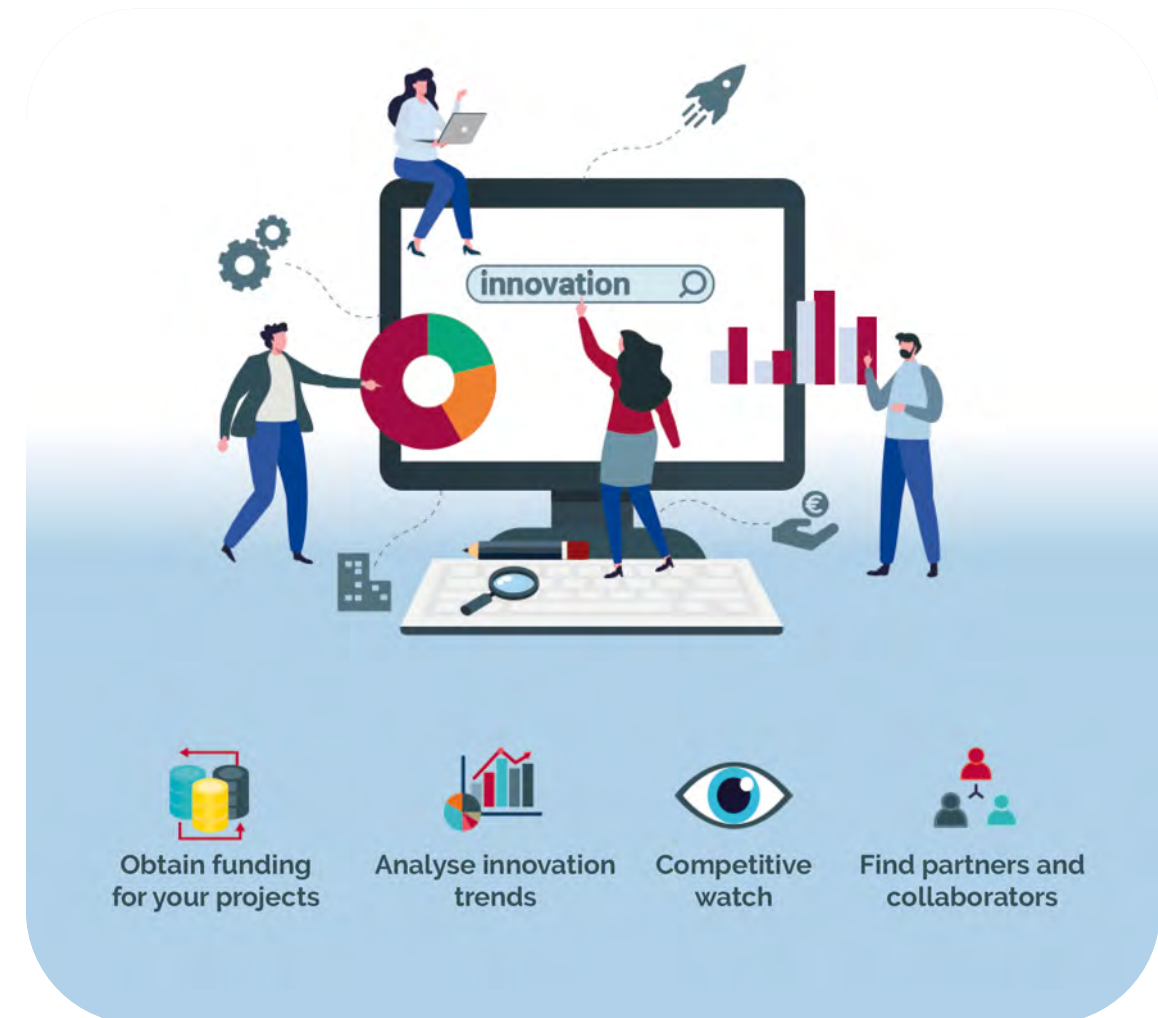 innovation
€
Obtain funding
for your projects
Analyse innovation
trends
Competitive
watch
Find partners and
collaborators